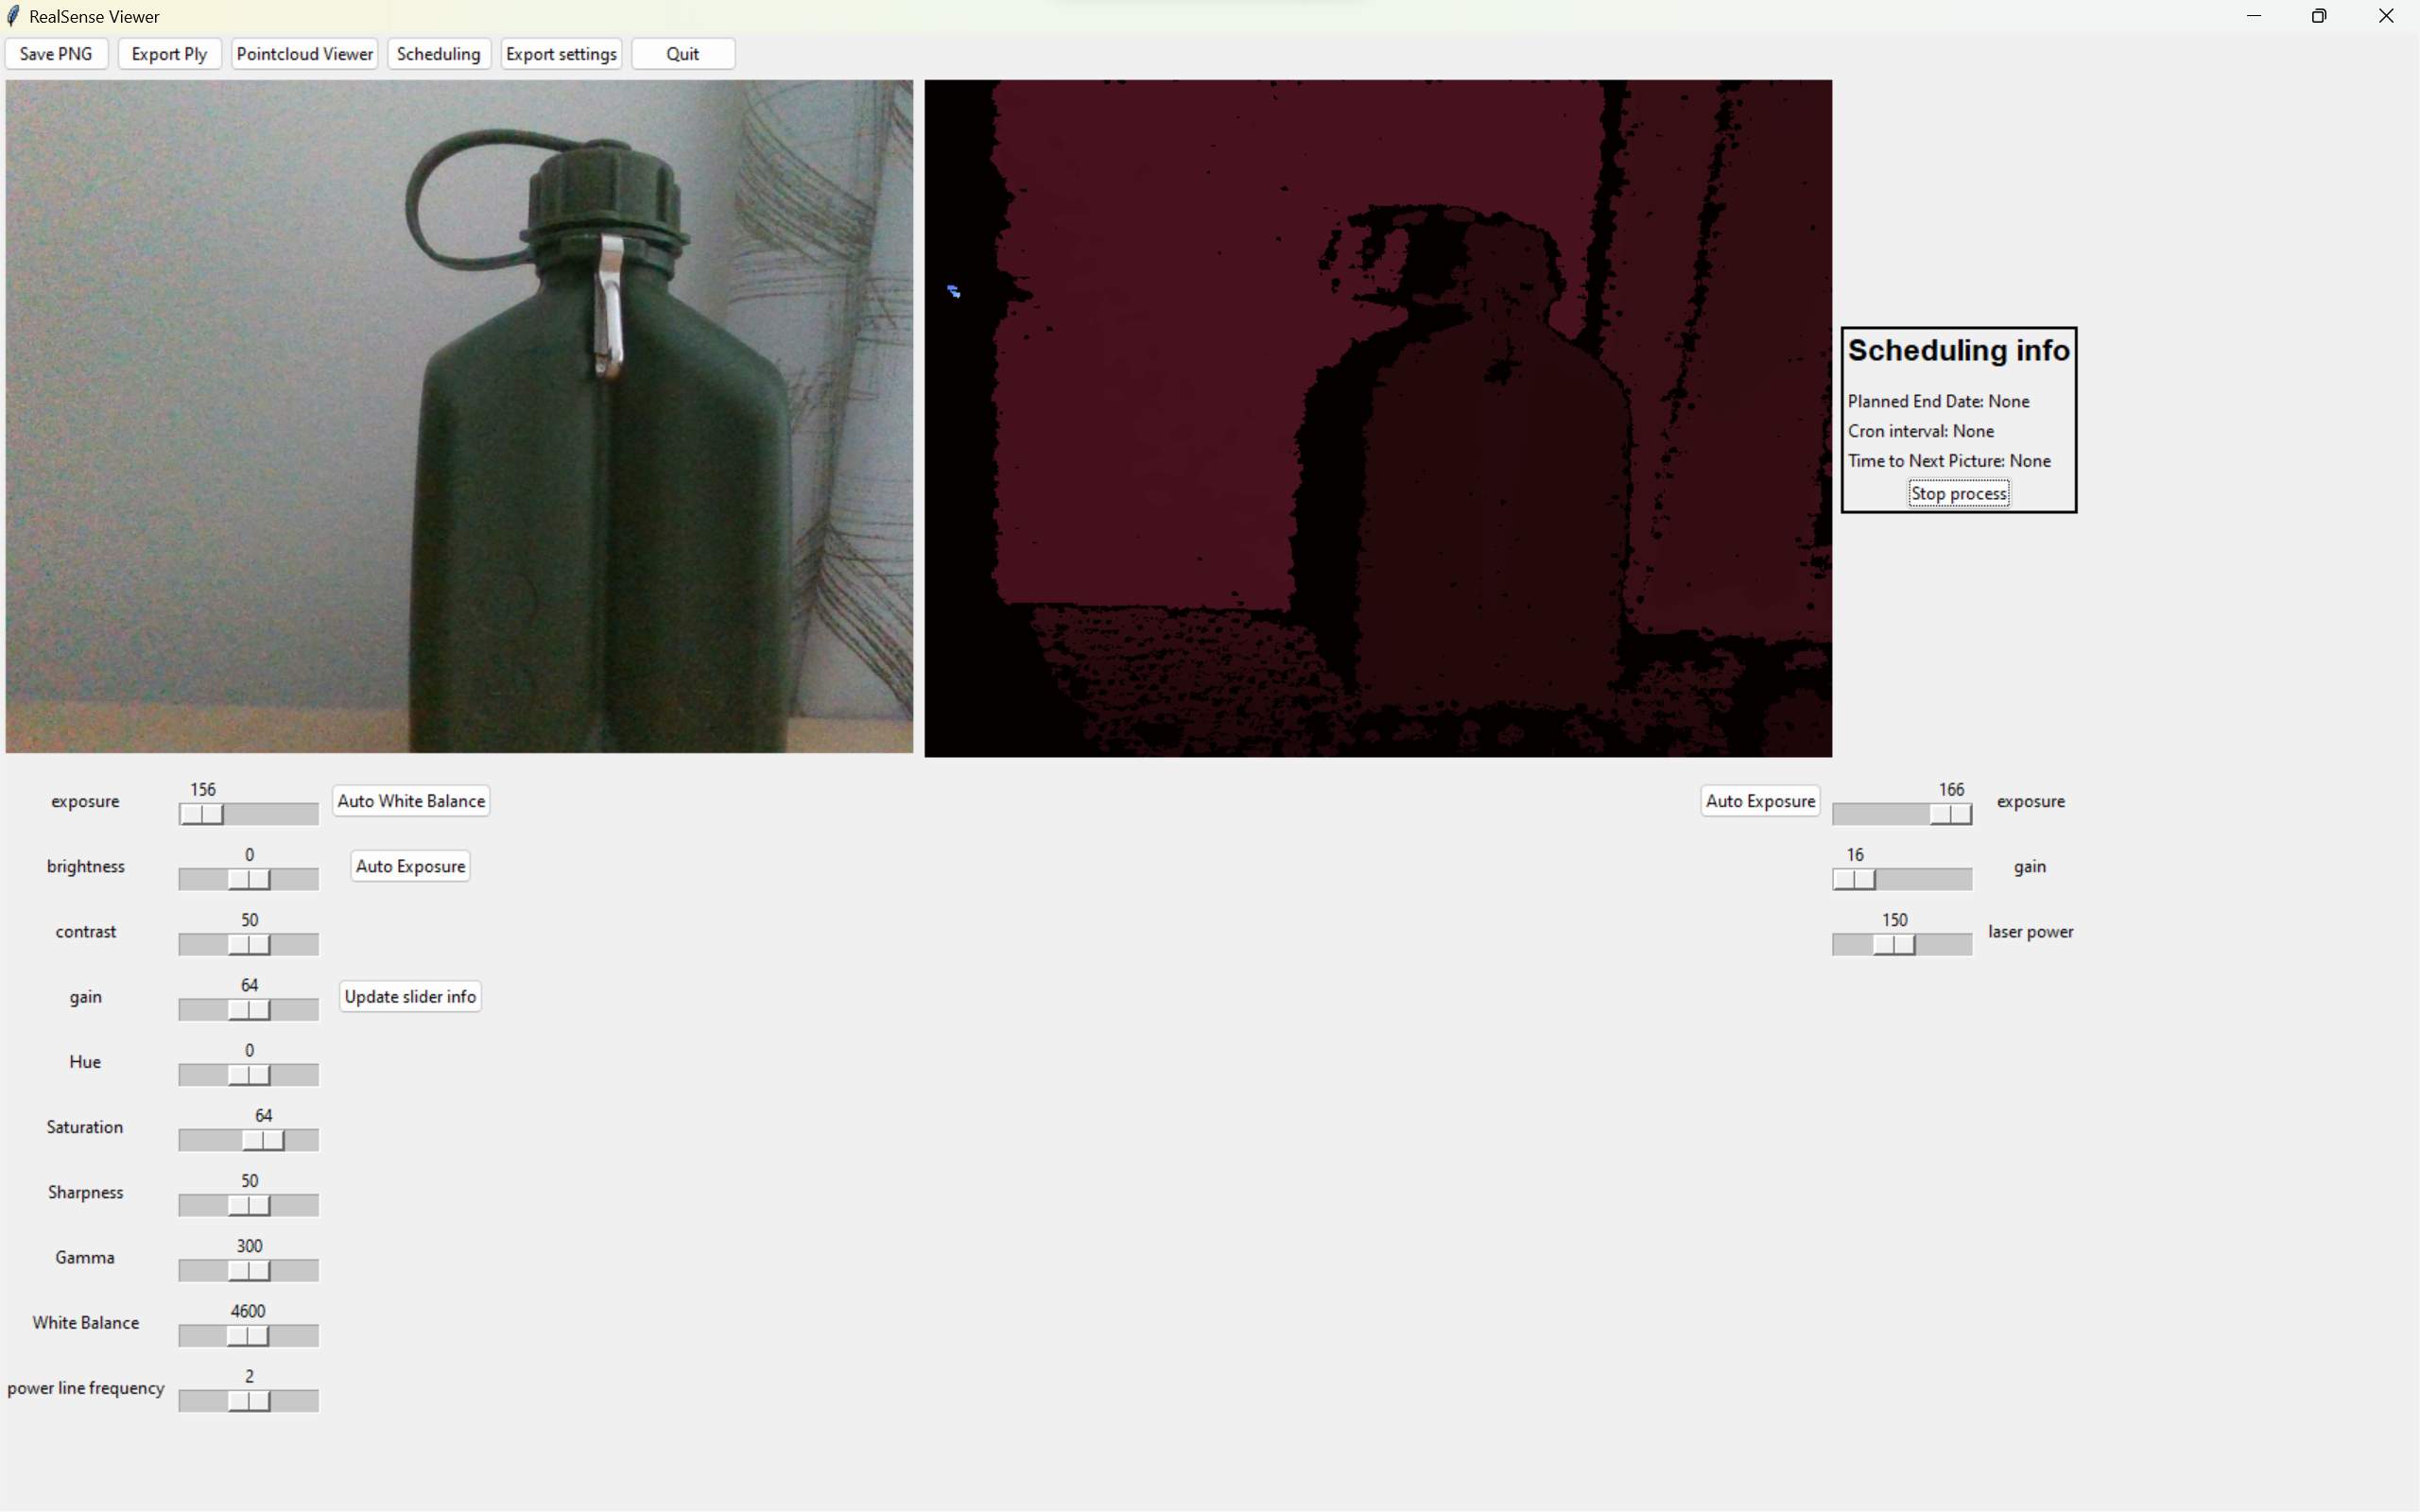 RealSense Viewer
Save PNG Export Ply Pointcloud Viewer Scheduling Export settings Quit
Scheduling info
Planned End Date: None
Cron interval: None
Time to Next Picture: None
Stop process
156
exposure Auto White Balance
0
brightness Auto Exposure
50
contrast
64
gain Update slider info
0
Hue
64
Saturation
50
Sharpness
300
Gamma
4600
White Balance
2
power line frequency
166
Auto Exposure exposure
16
gain
150
laser power